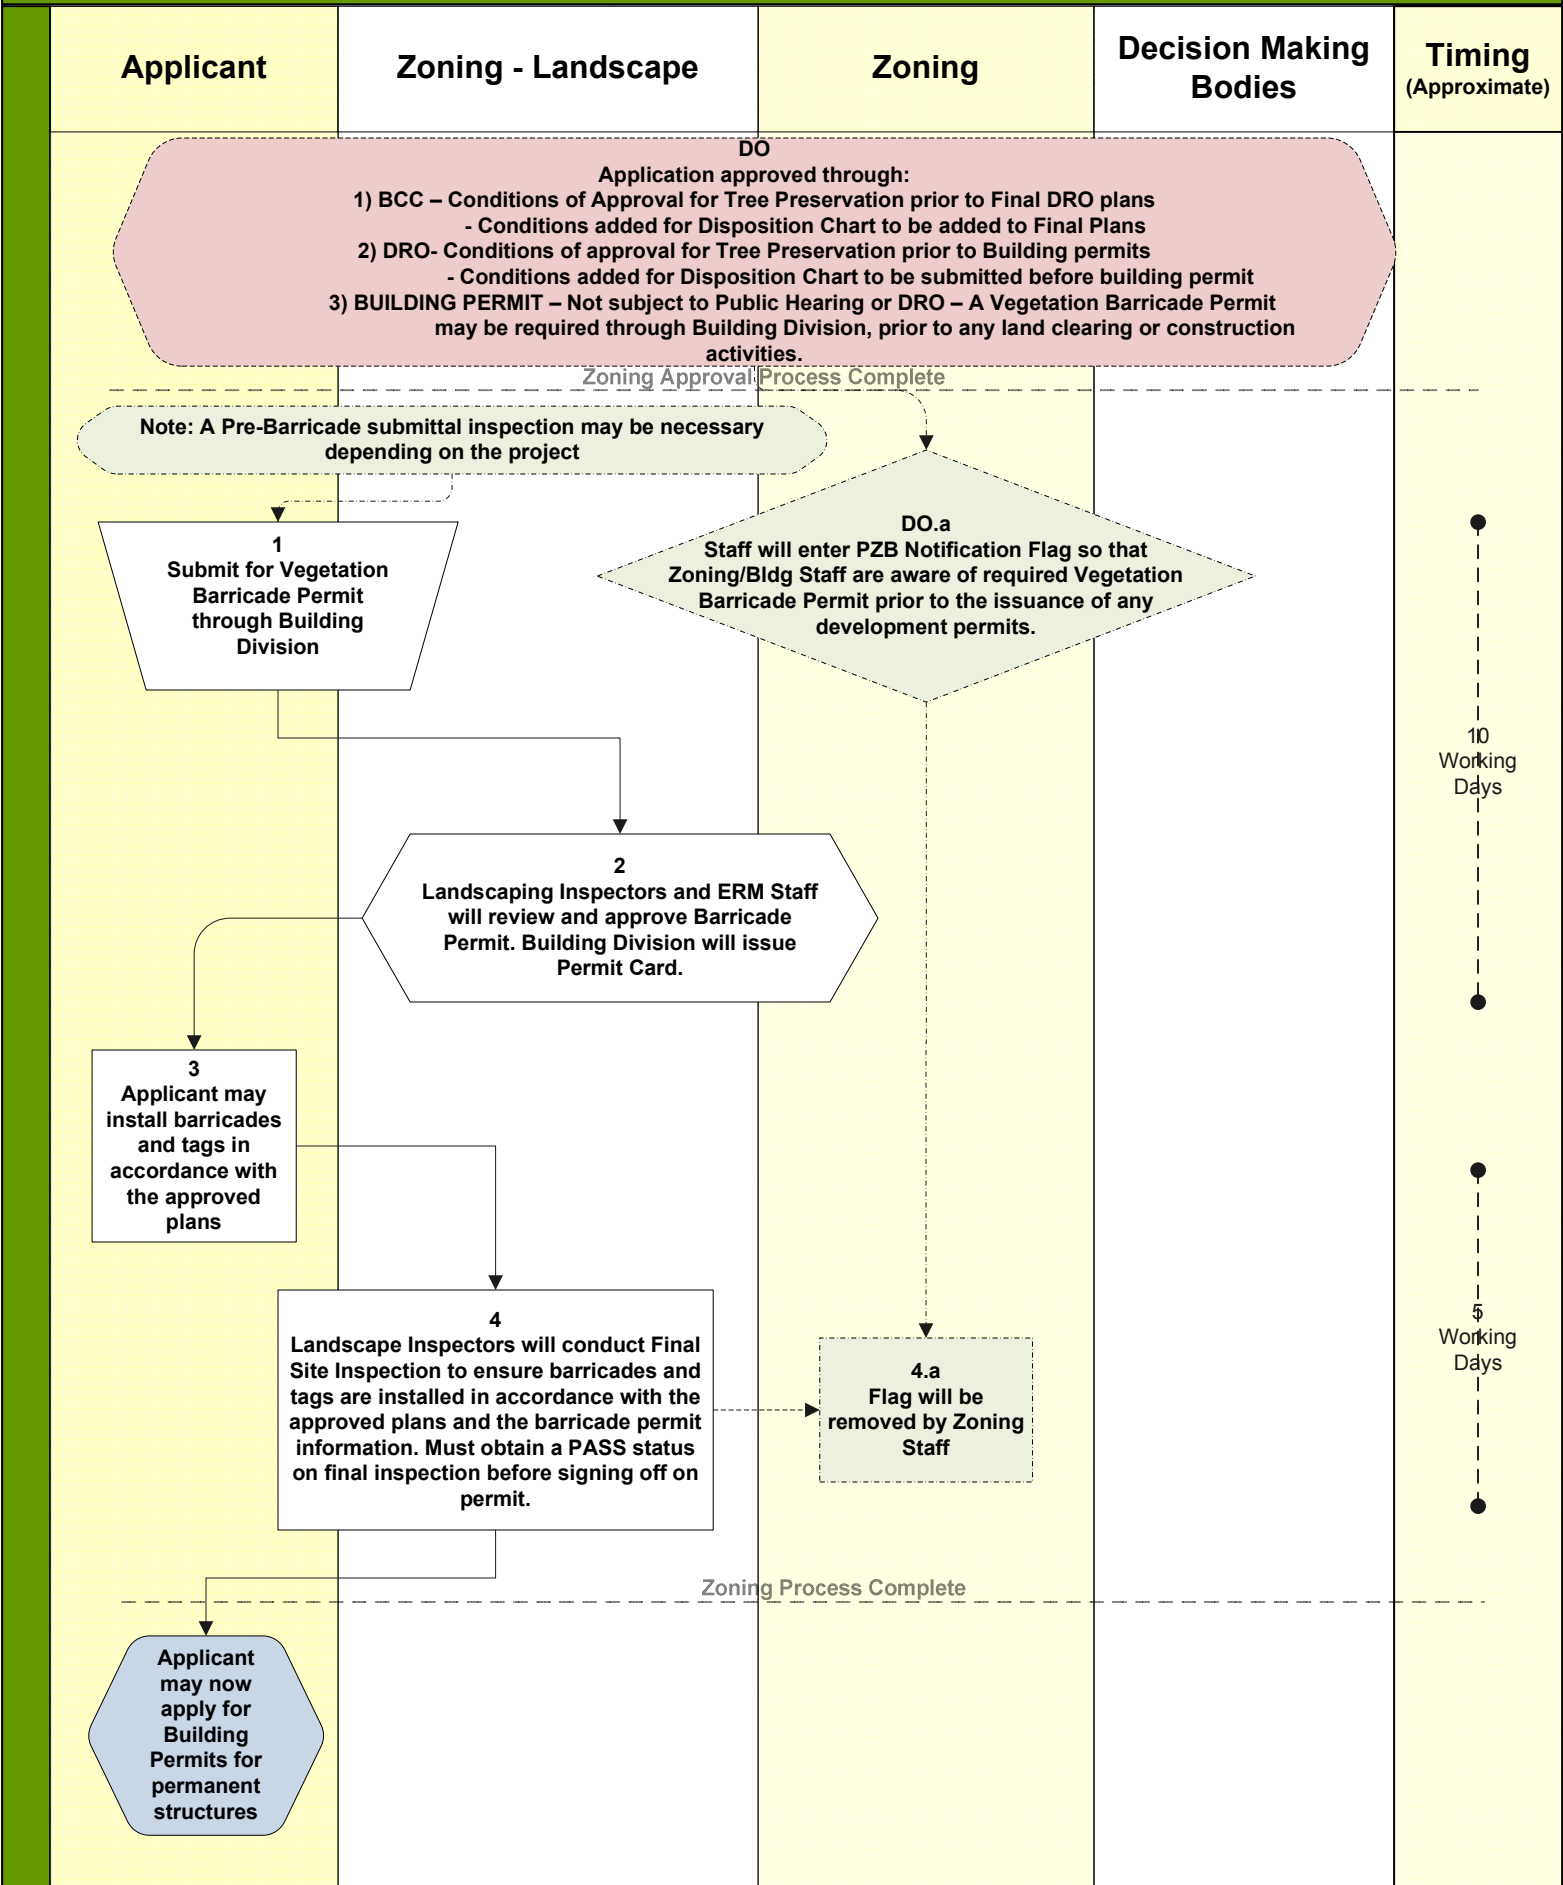 Applicant
Zoning - Landscape
Zoning
Decision Making
Bodies
Timing
(Approximate)
DO
Application approved through:
1) BCC – Conditions of Approval for Tree Preservation prior to Final DRO plans
- Conditions added for Disposition Chart to be added to Final Plans
2) DRO- Conditions of approval for Tree Preservation prior to Building permits
- Conditions added for Disposition Chart to be submitted before building permit
3) BUILDING PERMIT – Not subject to Public Hearing or DRO – A Vegetation Barricade Permit
may be required through Building Division, prior to any land clearing or construction
activities.
Zoning Approval Process Complete
Note: A Pre-Barricade submittal inspection may be necessary
depending on the project
1
Submit for Vegetation
Barricade Permit
through Building
Division
DO.a
Staff will enter PZB Notification Flag so that
Zoning/Bldg Staff are aware of required Vegetation
Barricade Permit prior to the issuance of any
development permits.
10
Working
Days
2
Landscaping Inspectors and ERM Staff
will review and approve Barricade
Permit. Building Division will issue
Permit Card.
3
Applicant may
install barricades
and tags in
accordance with
the approved
plans
4
Landscape Inspectors will conduct Final
Site Inspection to ensure barricades and
tags are installed in accordance with the
approved plans and the barricade permit
information. Must obtain a PASS status
on final inspection before signing off on
permit.
4.a
Flag will be
removed by Zoning
Staff
5
Working
Days
Zoning Process Complete
Applicant
may now
apply for
Building
Permits for
permanent
structures